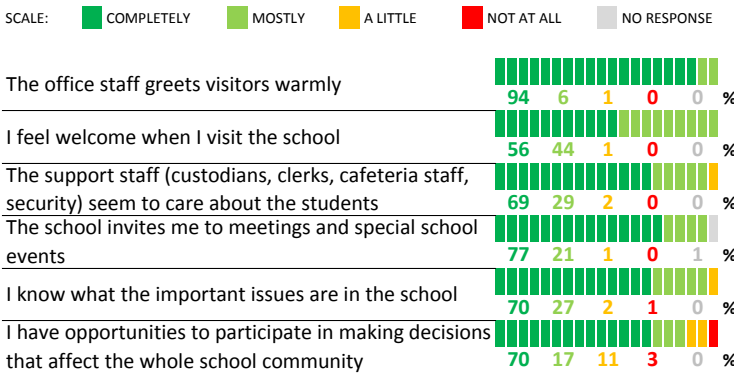 SCALE: COMPLETELY MOSTLY A LITTLE NOT AT ALL NO RESPONSE
The office staff greets visitors warmly
94 6 1 0 0 %
I feel welcome when I visit the school
56 44 1 0 0 %
The support staff (custodians, clerks, cafeteria staff,
security) seem to care about the students
69 29 2 0 0 %
The school invites me to meetings and special school
events
77 21 1 0 1 %
I know what the important issues are in the school
70 27 2 1 0 %
I have opportunities to participate in making decisions
that affect the whole school community
70 17 11 3 0 %